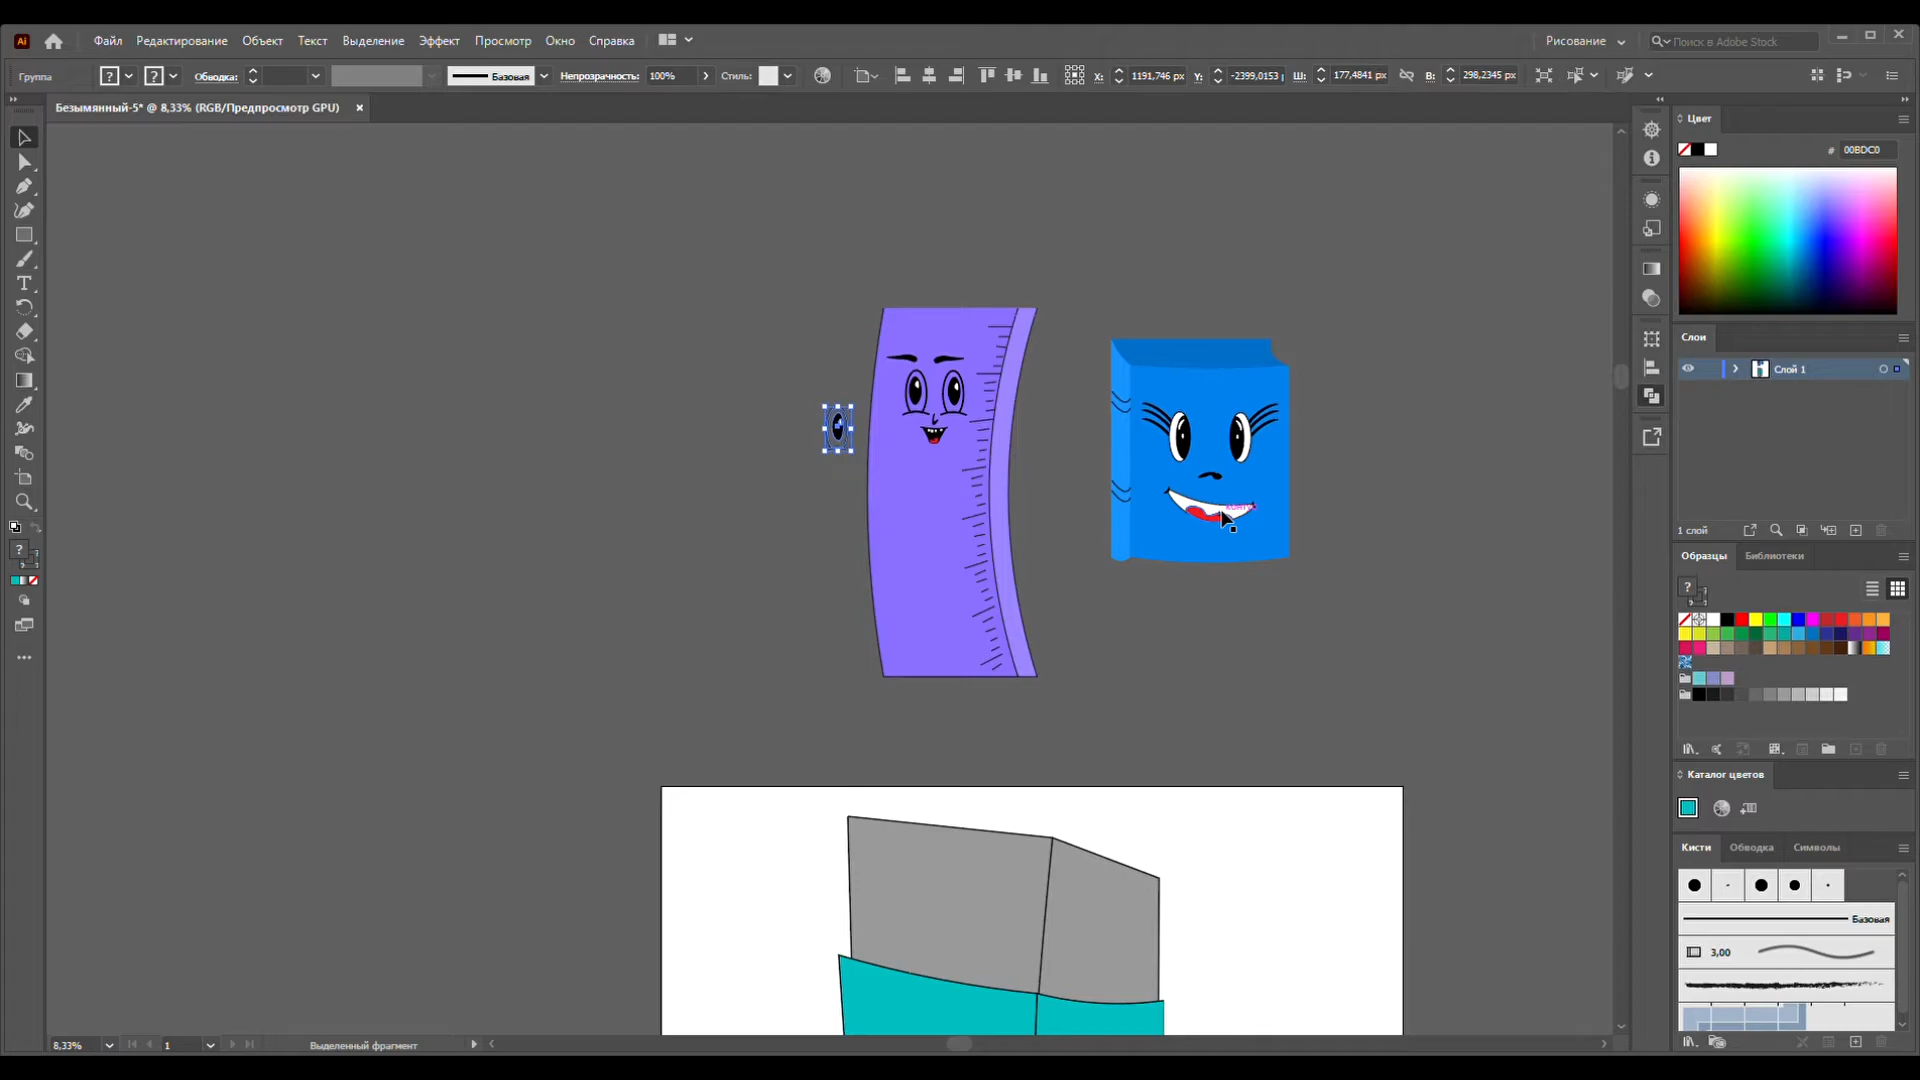 Ai Файл Редактирование Объект Текст Выделение Эффект Просмотр Окно Справка Рисование Поиск в Adobe Stock
Группа ? ? Обводка: Базовая Непрозрачность: 100% Стиль: X: 1191,746 px Y: -2399,0153 Ш: 177,4841 px В: 298,2345 px
Безымянный-5* @ 8,33% (RGB/Предпросмотр GPU) ×
Цвет
# 00BDC0
Слои
Слой 1
1 слой
Образцы Библиотеки
?
?
Каталог цветов
Кисти Обводка Символы
Базовая
3,00
8,33% 1 Выделенный фрагмент